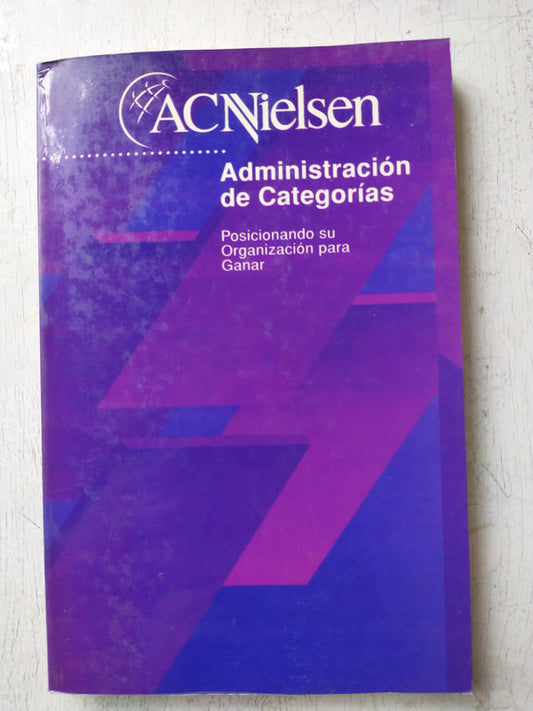 ACNielsen
Administración
de Categorías
Posicionando su
Organización para
Ganar